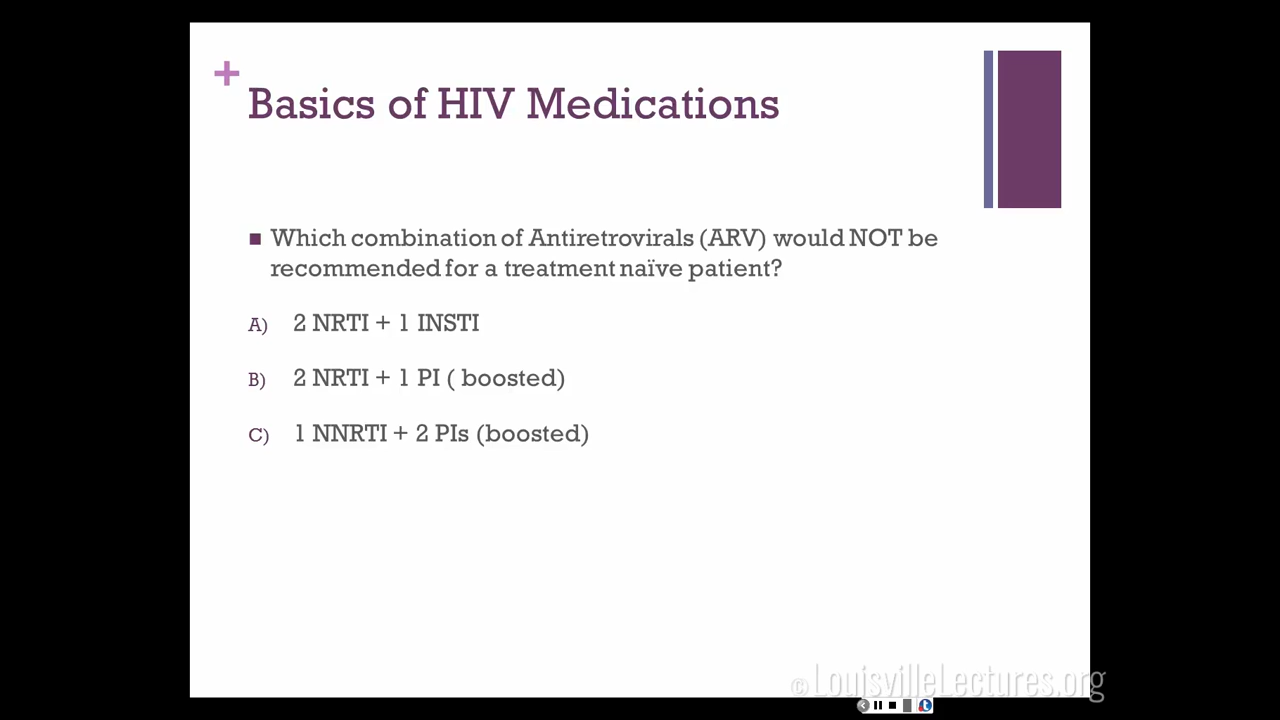 +
Basics of HIV Medications
■ Which combination of Antiretrovirals (ARV) would NOT be
recommended for a treatment naïve patient?
A) 2 NRTI + 1 INSTI
B) 2 NRTI + 1 PI ( boosted)
C) 1 NNRTI + 2 PIs (boosted)
© LouisvilleLectures.org